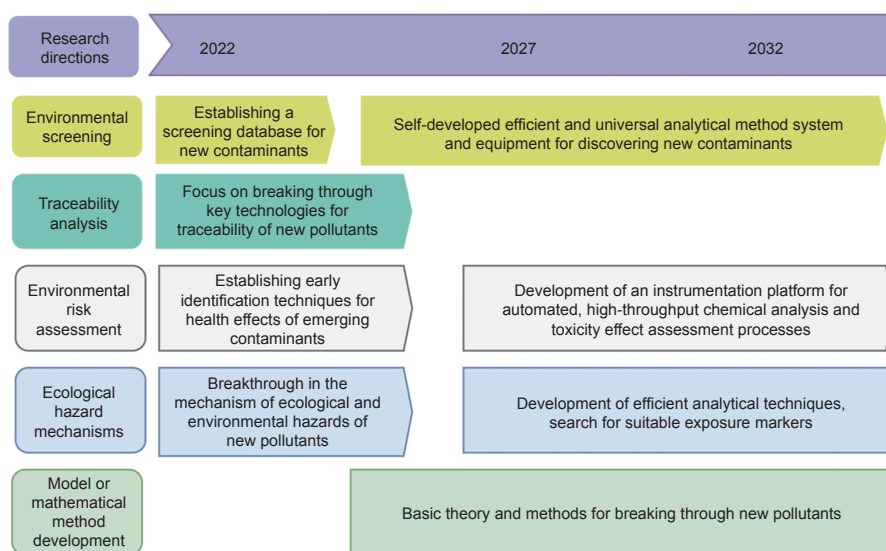 Research
directions
2022
2027
2032
Environmental
screening
Establishing a
screening database for
new contaminants
Self-developed efficient and universal analytical method system
and equipment for discovering new contaminants
Traceability
analysis
Focus on breaking through
key technologies for
traceability of new pollutants
Environmental
risk
assessment
Establishing early
identification techniques for
health effects of emerging
contaminants
Development of an instrumentation platform for
automated, high-throughput chemical analysis and
toxicity effect assessment processes
Ecological
hazard
mechanisms
Breakthrough in the
mechanism of ecological and
environmental hazards of
new pollutants
Development of efficient analytical techniques,
search for suitable exposure markers
Model or
mathematical
method
development
Basic theory and methods for breaking through new pollutants